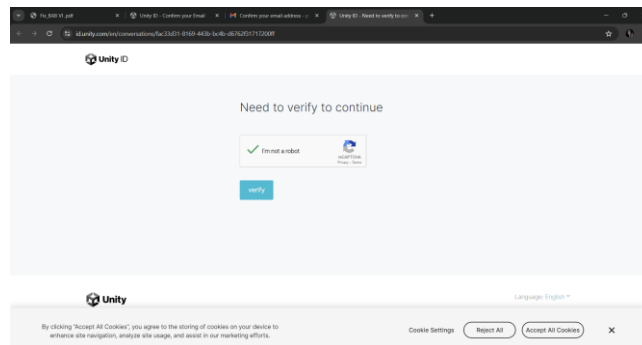 Fix_BAB VI .pdf
Unity ID - Confirm your Email
Confirm your email address - p
Unity ID - Need to verify to con
id.unity.com/en/conversations/fac33d31-8169-443b-bc4b-d6762f31717200ff
Unity ID
Need to verify to continue
I'm not a robot
reCAPTCHA
Privacy - Terms
verify
Unity
Language: English
By clicking "Accept All Cookies", you agree to the storing of cookies on your device to
enhance site navigation, analyze site usage, and assist in our marketing efforts.
Cookie Settings
Reject All
Accept All Cookies